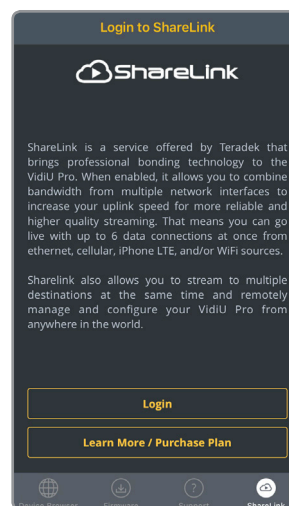 Login to ShareLink
ShareLink
ShareLink is a service offered by Teradek that
brings professional bonding technology to the
VidiU Pro. When enabled, it allows you to combine
bandwidth from multiple network interfaces to
increase your uplink speed for more reliable and
higher quality streaming. That means you can go
live with up to 6 data connections at once from
ethernet, cellular, iPhone LTE, and/or WiFi sources.
Sharelink also allows you to stream to multiple
destinations at the same time and remotely
manage and configure your VidiU Pro from
anywhere in the world.
Login
Learn More / Purchase Plan
Device Browser Firmware Support ShareLink